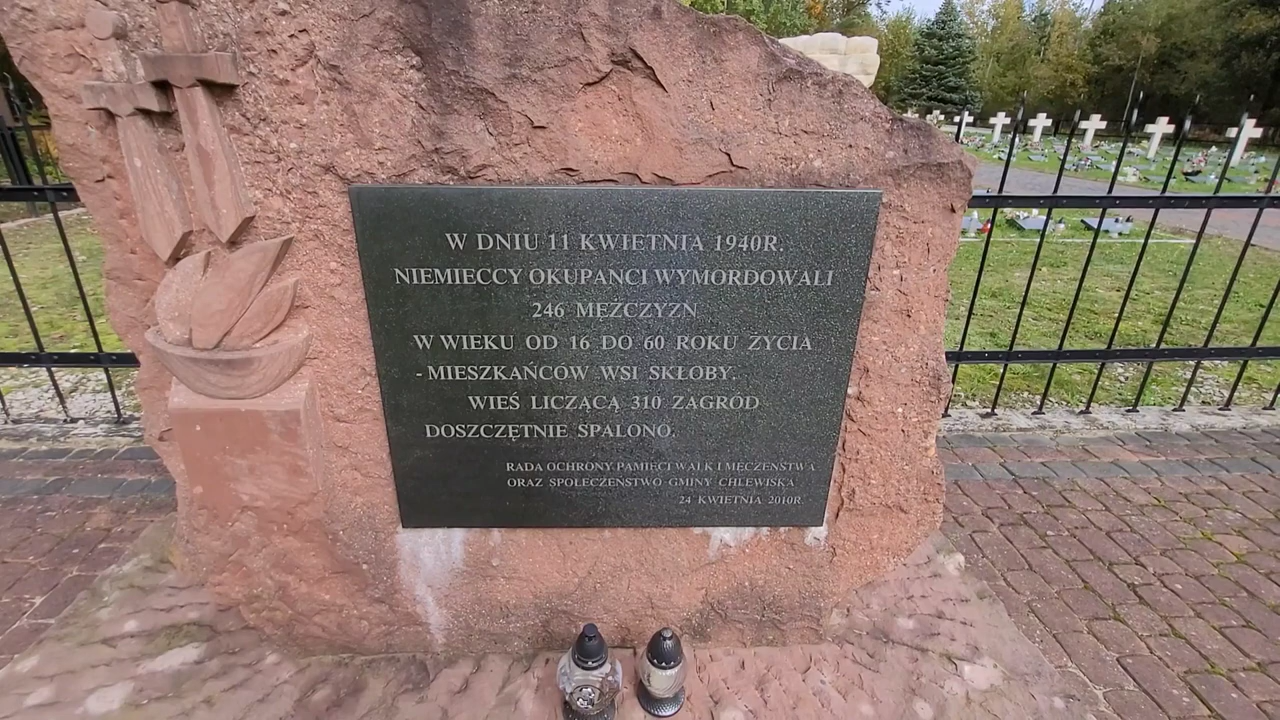 W DNIU 11 KWIETNIA 1940R.
NIEMIECCY OKUPANCI WYMORDOWALI
246 MĘŻCZYZN
W WIEKU OD 16 DO 60 ROKU ŻYCIA
- MIESZKAŃCÓW WSI SKŁOBY.
WIEŚ LICZĄCĄ 310 ZAGRÓD
DOSZCZĘTNIE SPALONO.
RADA OCHRONY PAMIĘCI WALK I MĘCZEŃSTWA
ORAZ SPOŁECZEŃSTWO GMINY CHLEWISKA
24 KWIETNIA 2010R.